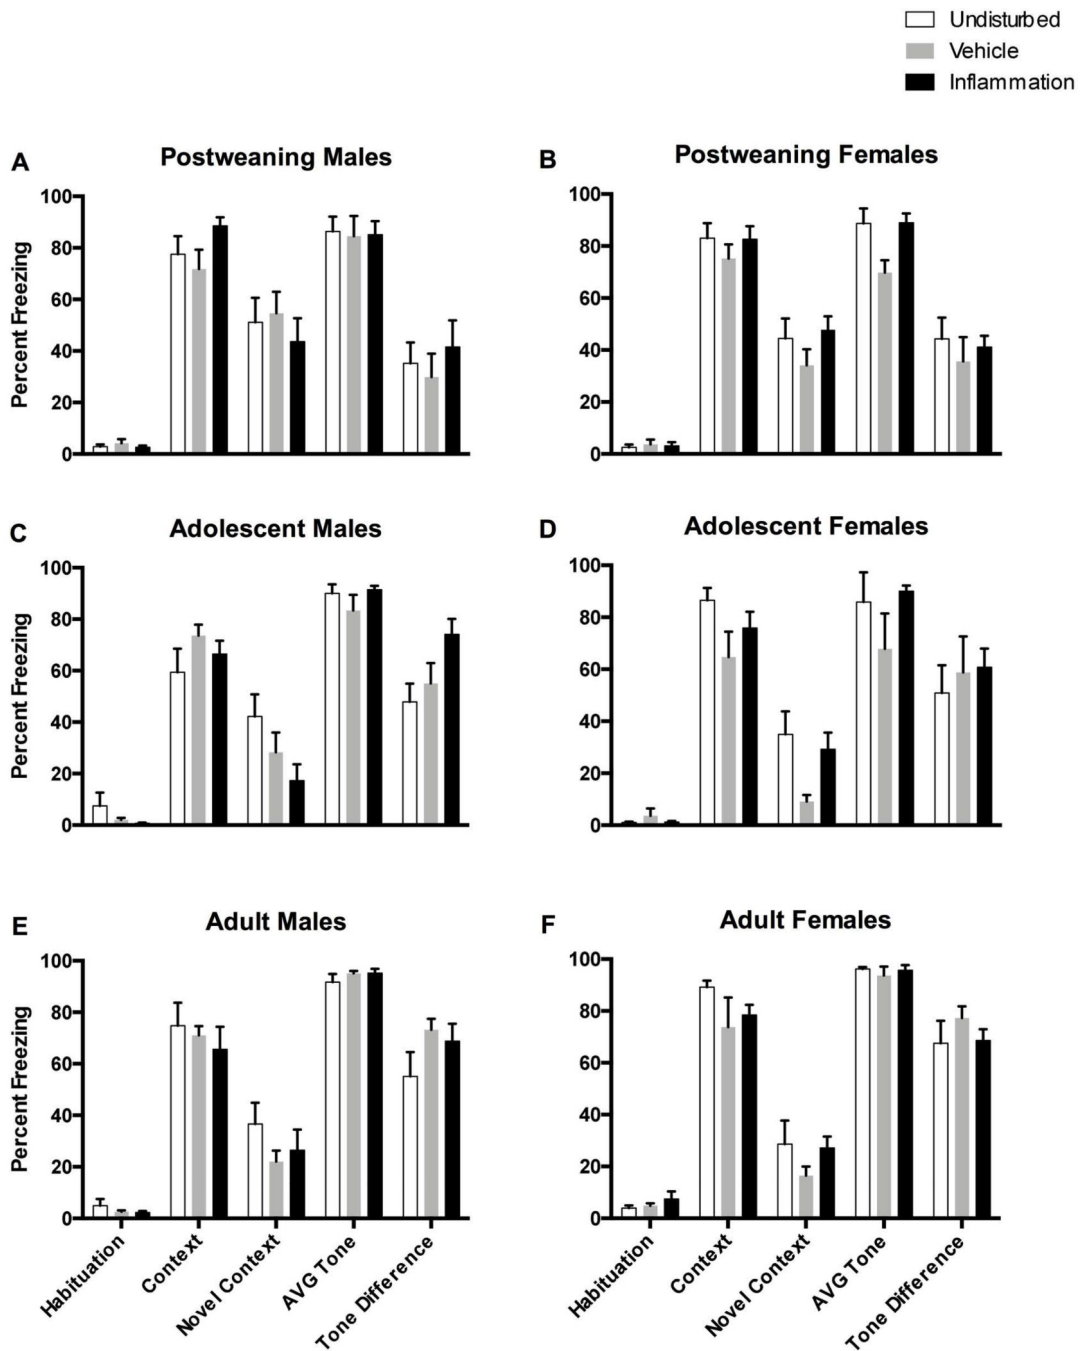 Undisturbed
Vehicle
Inflammation
A
Postweaning Males
100
80
60
40
20
0
Percent Freezing
B
Postweaning Females
100
80
60
40
20
0
C
Adolescent Males
100
80
60
40
20
0
Percent Freezing
D
Adolescent Females
100
80
60
40
20
0
E
Adult Males
100
80
60
40
20
0
Percent Freezing
Habituation
Context
Novel Context
AVG Tone
Tone Difference
F
Adult Females
100
80
60
40
20
0
Habituation
Context
Novel Context
AVG Tone
Tone Difference